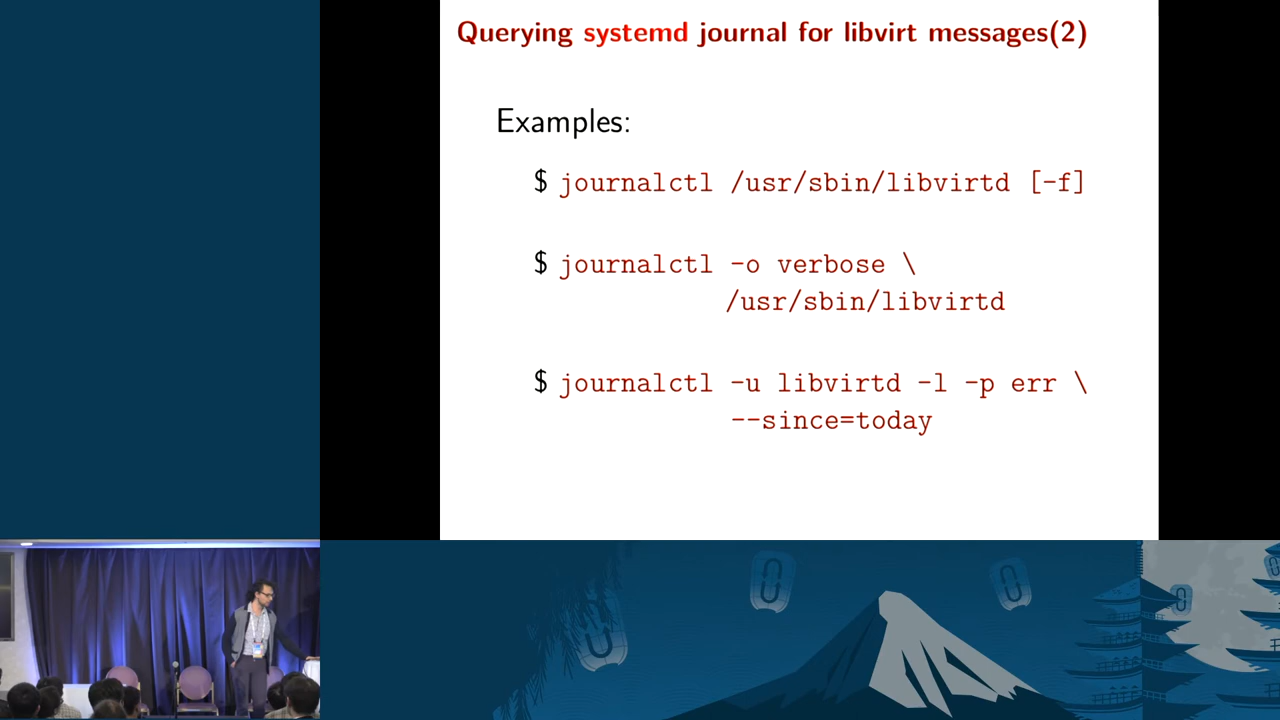 Querying systemd journal for libvirt messages(2)
Examples:
$ journalctl /usr/sbin/libvirtd [-f]
$ journalctl -o verbose \
/usr/sbin/libvirtd
$ journalctl -u libvirtd -l -p err \
--since=today